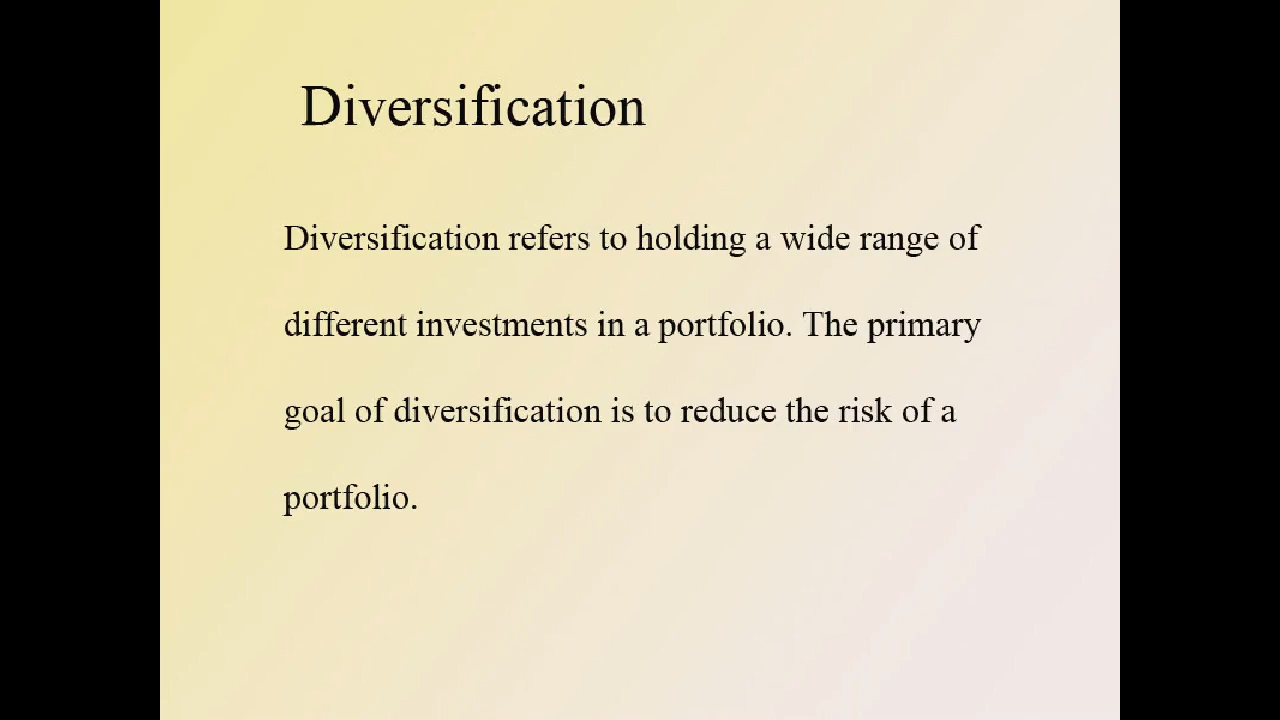 Diversification
Diversification refers to holding a wide range of
different investments in a portfolio. The primary
goal of diversification is to reduce the risk of a
portfolio.